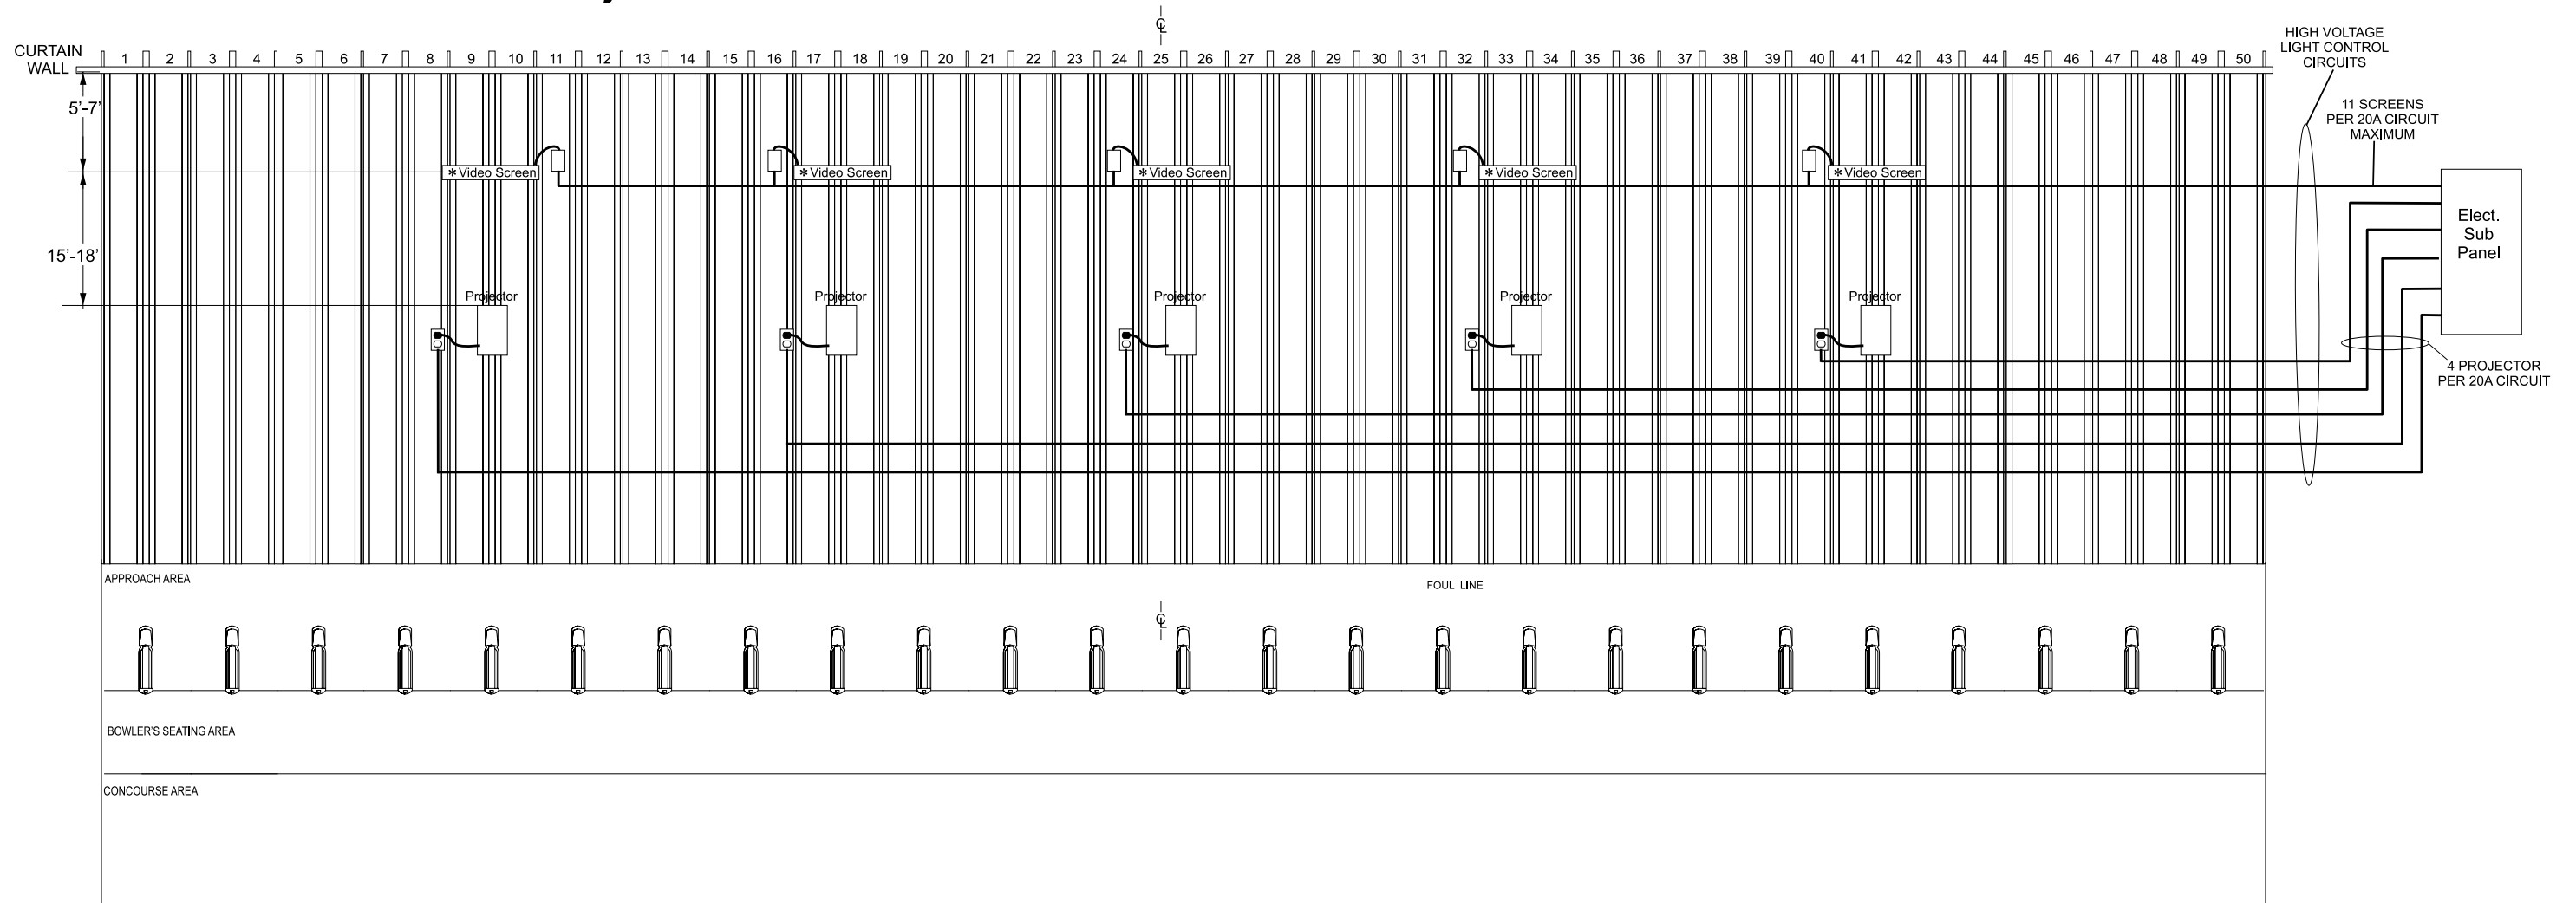 ℄
CURTAIN
WALL
1 2 3 4 5 6 7 8 9 10 11 12 13 14 15 16 17 18 19 20 21 22 23 24 25 26 27 28 29 30 31 32 33 34 35 36 37 38 39 40 41 42 43 44 45 46 47 48 49 50
HIGH VOLTAGE
LIGHT CONTROL
CIRCUITS
5’-7’
11 SCREENS
PER 20A CIRCUIT
MAXIMUM
*Video Screen
*Video Screen
*Video Screen
*Video Screen
*Video Screen
Elect.
Sub
Panel
15’-18’
Projector
Projector
Projector
Projector
Projector
4 PROJECTOR
PER 20A CIRCUIT
APPROACH AREA
FOUL LINE
℄
BOWLER'S SEATING AREA
CONCOURSE AREA